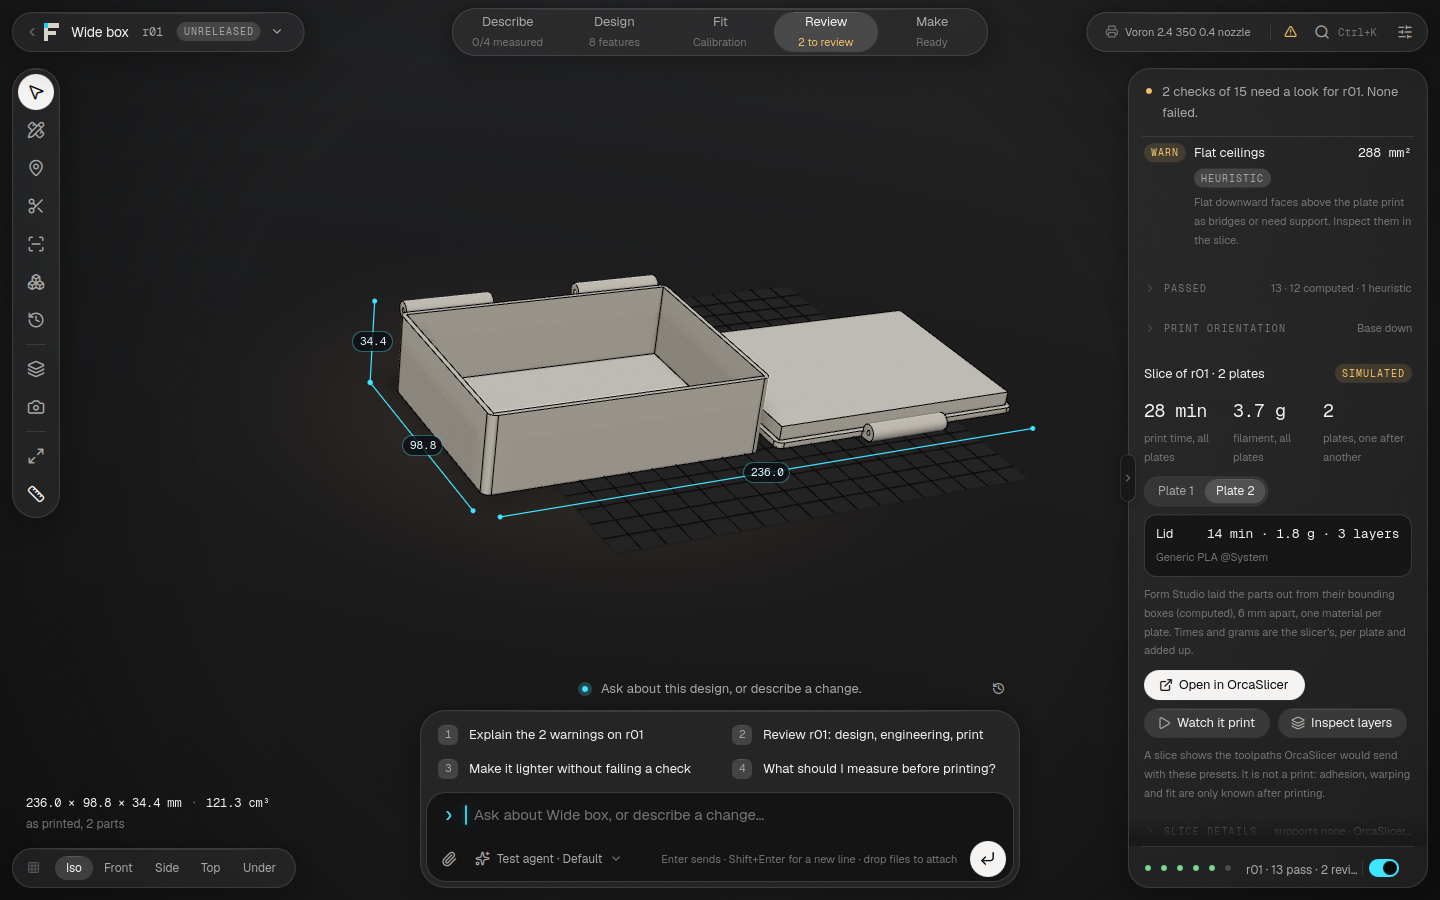 Wide box r01 UNRELEASED
Describe
0/4 measured
Design
8 features
Fit
Calibration
Review
2 to review
Make
Ready
Voron 2.4 350 0.4 nozzle
Ctrl+K
2 checks of 15 need a look for r01. None
failed.
WARN Flat ceilings 288 mm²
HEURISTIC
Flat downward faces above the plate print
as bridges or need support. Inspect them in
the slice.
PASSED 13 · 12 computed · 1 heuristic
PRINT ORIENTATION Base down
Slice of r01 · 2 plates SIMULATED
28 min 3.7 g 2
print time, all filament, all plates, one after
plates plates another
Plate 1 Plate 2
Lid 14 min · 1.8 g · 3 layers
Generic PLA @System
Form Studio laid the parts out from their bounding
boxes (computed), 6 mm apart, one material per
plate. Times and grams are the slicer's, per plate and
added up.
Open in OrcaSlicer
Watch it print Inspect layers
A slice shows the toolpaths OrcaSlicer would send
with these presets. It is not a print: adhesion, warping
and fit are only known after printing.
SLICE DETAILS supports none · OrcaSlicer...
r01 · 13 pass · 2 revi...
34.4
98.8
236.0
Ask about this design, or describe a change.
1 Explain the 2 warnings on r01
2 Review r01: design, engineering, print
3 Make it lighter without failing a check
4 What should I measure before printing?
Ask about Wide box, or describe a change...
Test agent · Default
Enter sends · Shift+Enter for a new line · drop files to attach
236.0 × 98.8 × 34.4 mm · 121.3 cm³
as printed, 2 parts
Iso Front Side Top Under